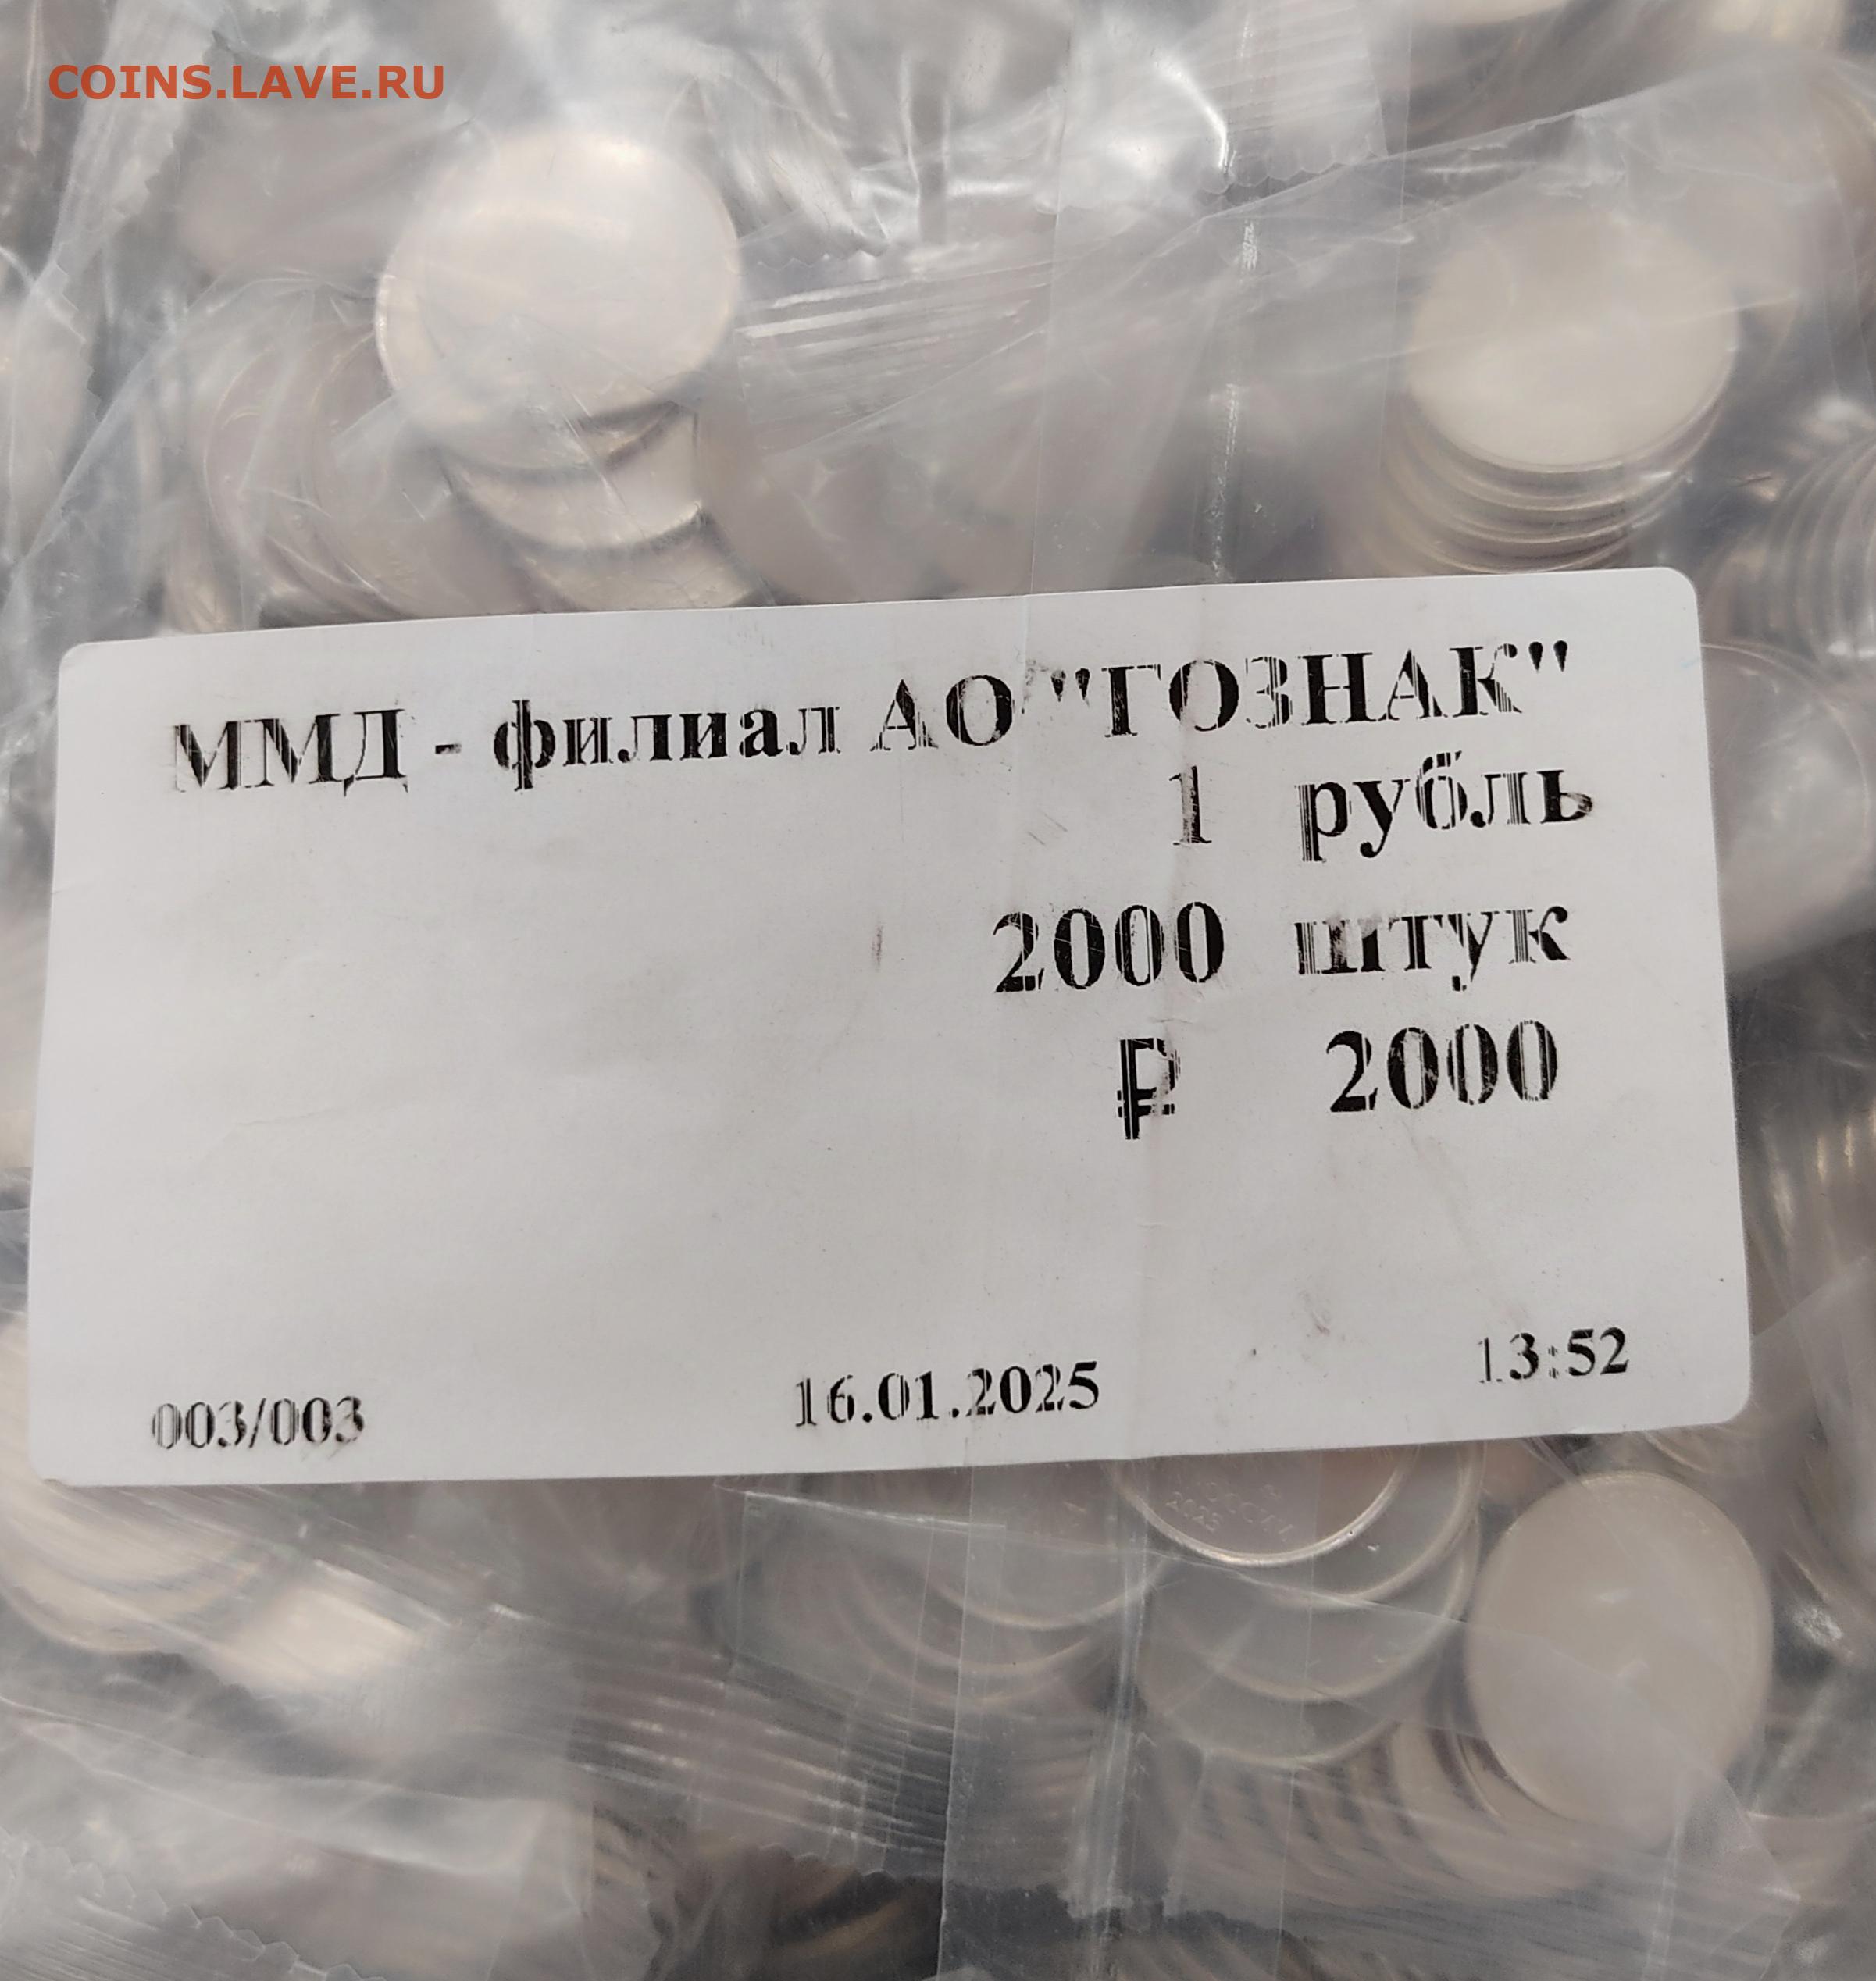 COINS.LAVE.RU
ММД - филиал АО "ГОЗНАК"
1 рубль
2000 штук
₽ 2000
003/003 16.01.2025 13:52
2025